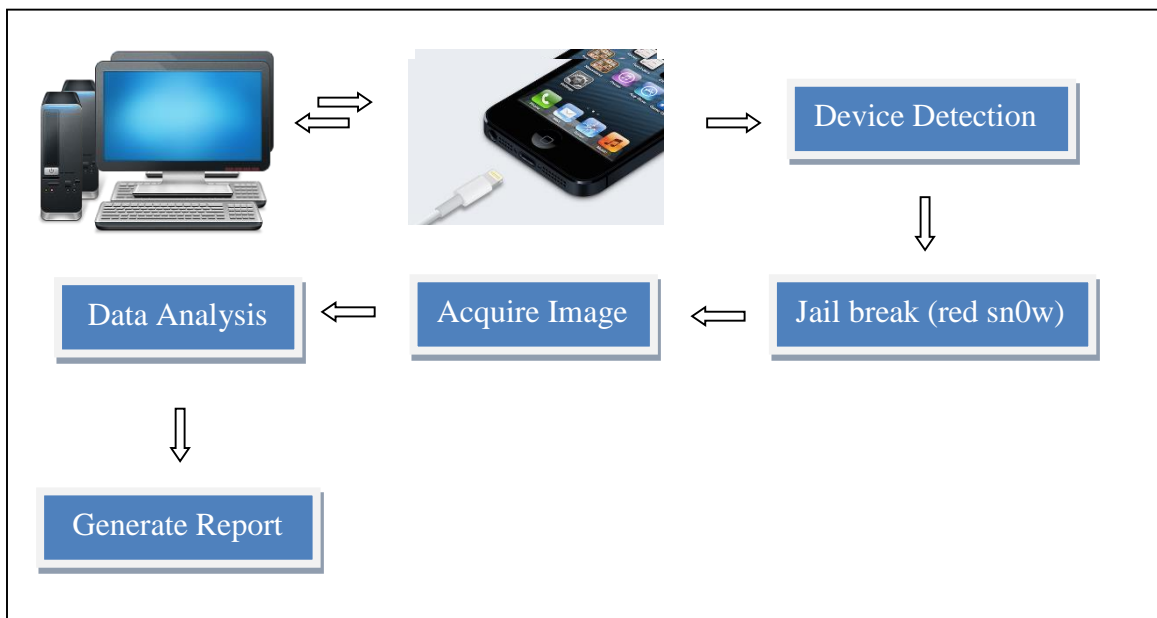 Device Detection
Jail break (red sn0w)
Acquire Image
Data Analysis
Generate Report